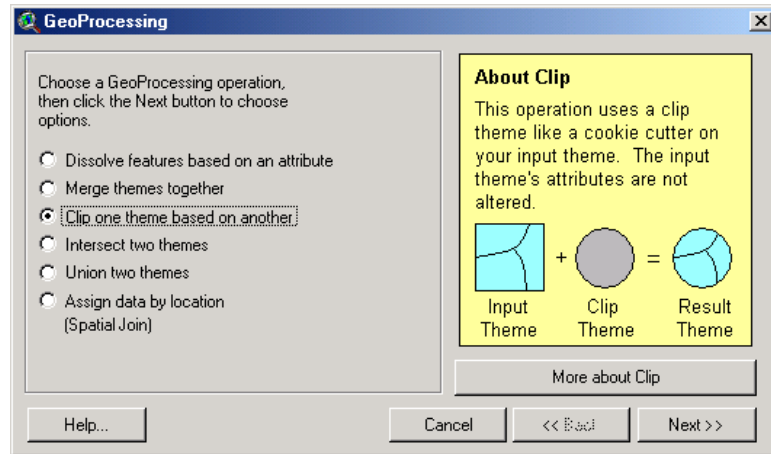 GeoProcessing
Choose a GeoProcessing operation,
then click the Next button to choose
options.
Dissolve features based on an attribute
Merge themes together
Clip one theme based on another
Intersect two themes
Union two themes
Assign data by location
(Spatial Join)
About Clip
This operation uses a clip
theme like a cookie cutter on
your input theme. The input
theme's attributes are not
altered.
+ =
Input Clip Result
Theme Theme Theme
More about Clip
Help... Cancel << Back Next >>